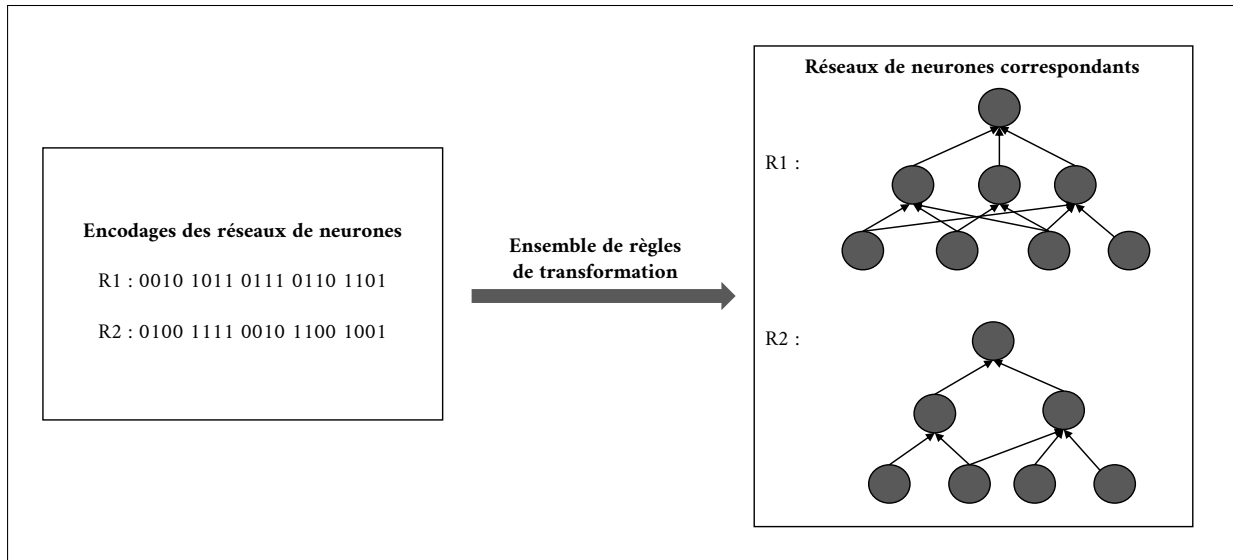 Encodages des réseaux de neurones
R1 : 0010 1011 0111 0110 1101
R2 : 0100 1111 0010 1100 1001
Ensemble de règles
de transformation
Réseaux de neurones correspondants
R1 :
R2 :